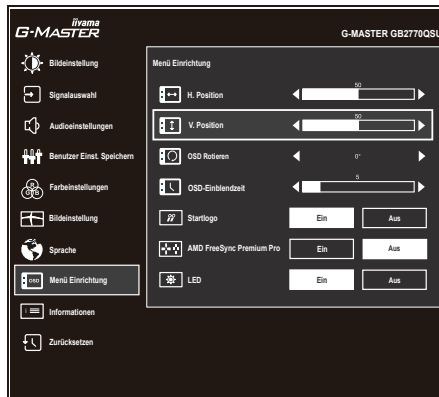 iiyama
G-MASTER
G-MASTER GB2770QSU
Bildeinstellung
Signalauswahl
Audioeinstellungen
Benutzer Einst. Speichern
Farbeinstellungen
Bildeinstellung
Sprache
OSD
Menü Einrichtung
Informationen
Zurücksetzen
Menü Einrichtung
H. Position
50
V. Position
50
OSD Rotieren
0°
OSD-Einblendzeit
5
Startlogo
Ein
Aus
AMD FreeSync Premium Pro
Ein
Aus
LED
Ein
Aus